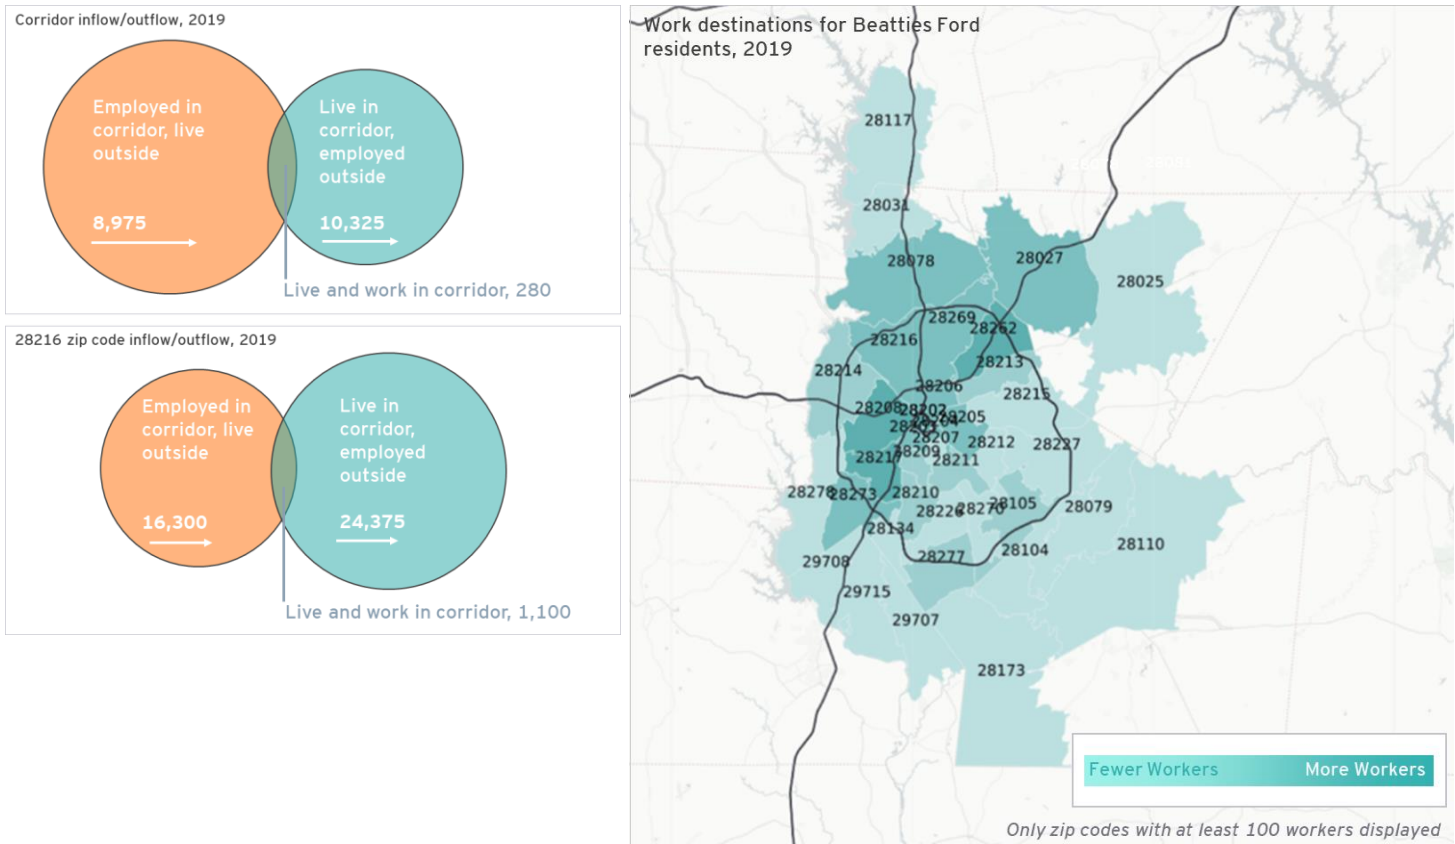 Corridor inflow/outflow, 2019
Employed in
corridor, live
outside
8,975
Live in
corridor,
employed
outside
10,325
Live and work in corridor, 280
28216 zip code inflow/outflow, 2019
Employed in
corridor, live
outside
16,300
Live in
corridor,
employed
outside
24,375
Live and work in corridor, 1,100
Work destinations for Beatties Ford
residents, 2019
28117
28031
28078
28027
28025
28269
28262
28216
28213
28214
28206
28215
28208
28202
28205
28207
28212
28227
28209
28217
28211
28278
28273
28210
28105
28226
28270
28079
28134
28104
28110
28277
29708
29715
29707
28173
Fewer Workers
More Workers
Only zip codes with at least 100 workers displayed